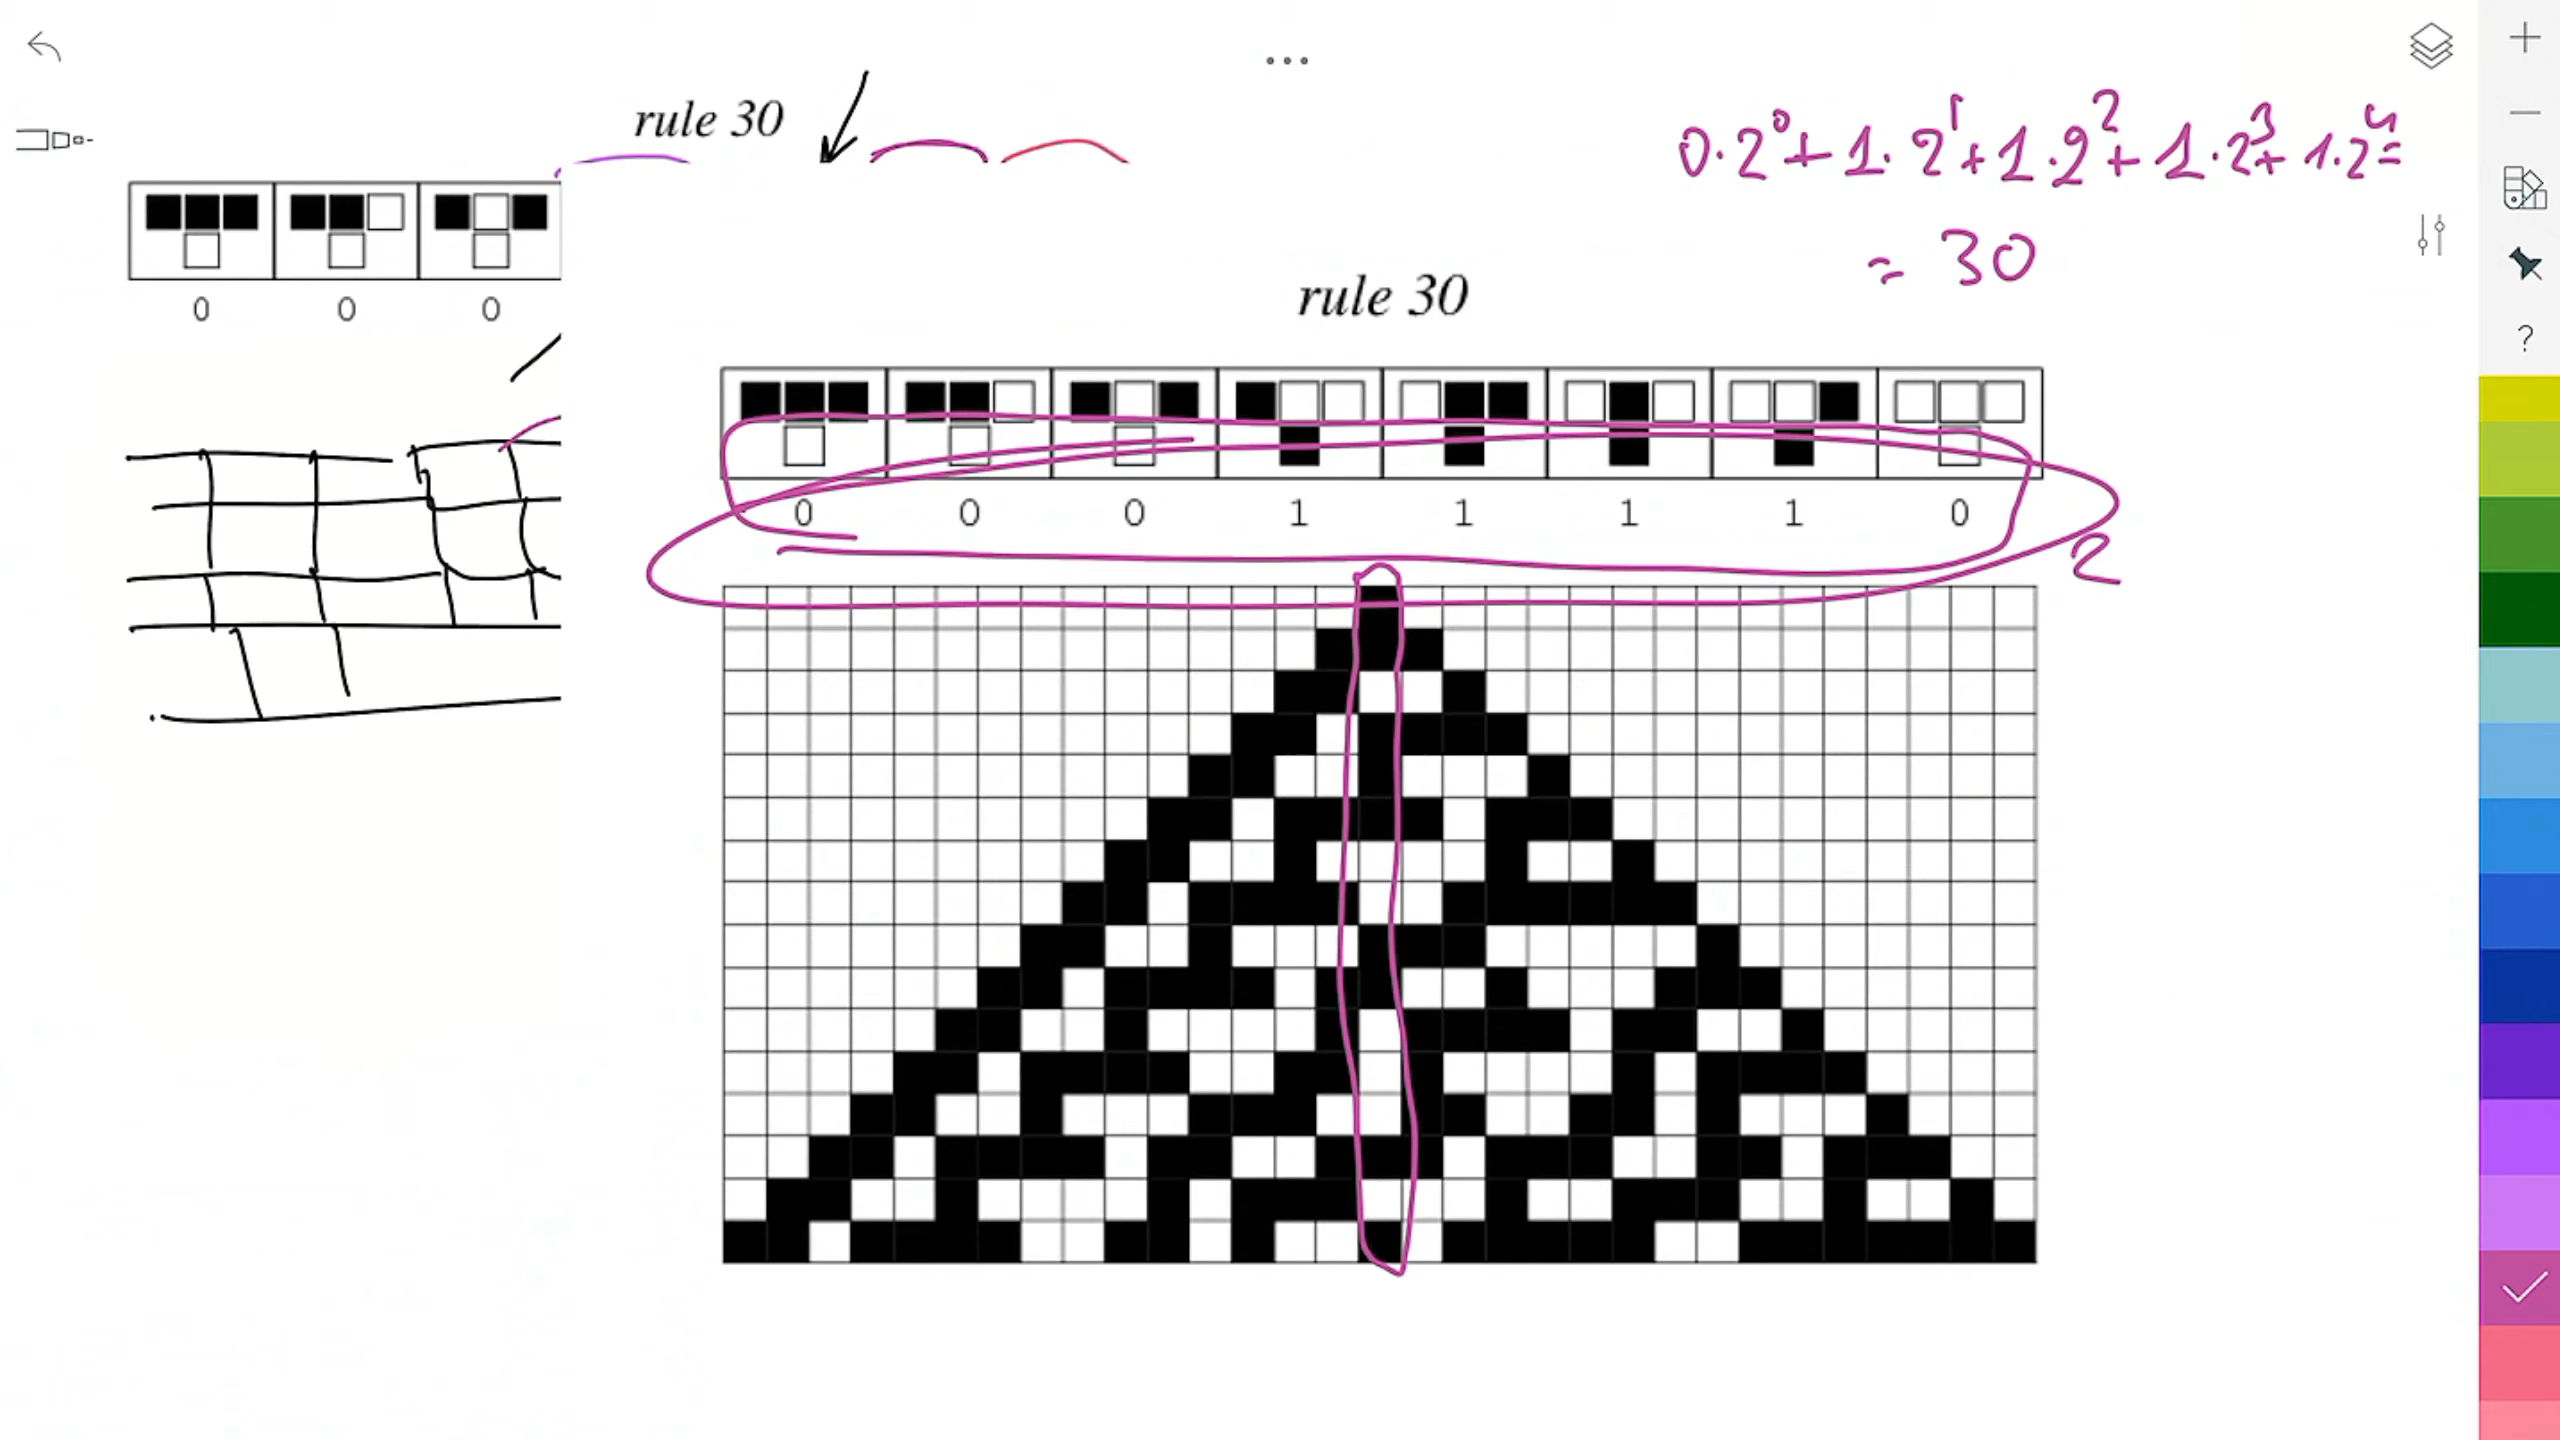 rule 30
0·2⁰ + 1·2¹ + 1·2² + 1·2³ + 1·2⁴ =
= 30
0 0 0
rule 30
0 0 0 1 1 1 1 0
2
?